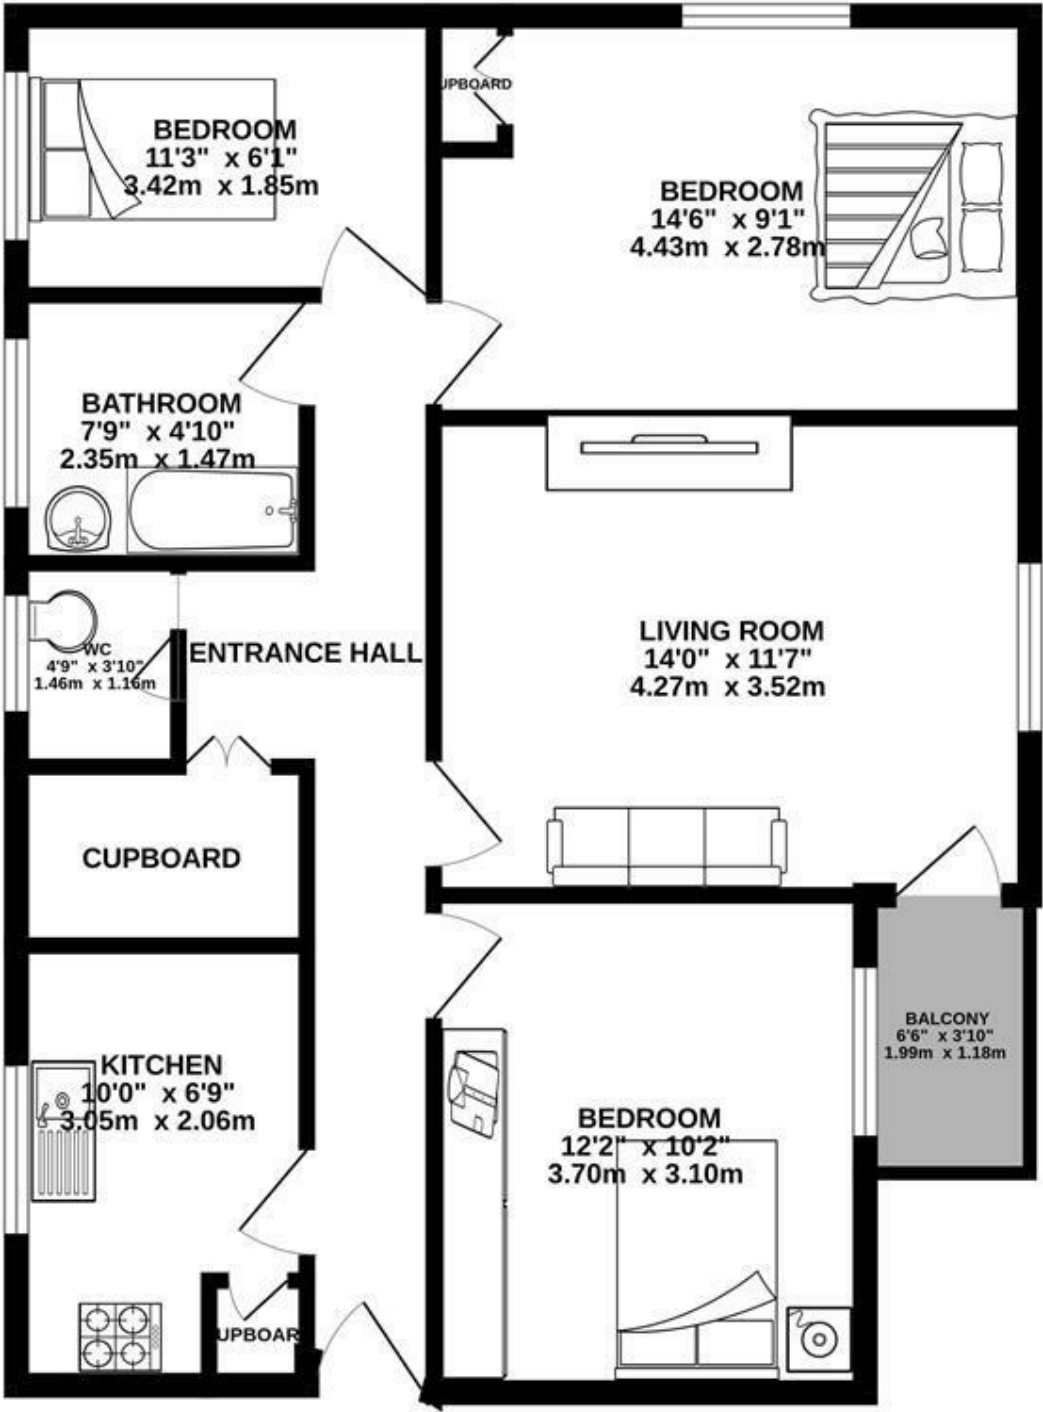 BEDROOM
11'3" x 6'1"
3.42m x 1.85m
UPBOARD
BEDROOM
14'6" x 9'1"
4.43m x 2.78m
BATHROOM
7'9" x 4'10"
2.35m x 1.47m
WC
4'9" x 3'10"
1.46m x 1.16m
ENTRANCE HALL
LIVING ROOM
14'0" x 11'7"
4.27m x 3.52m
CUPBOARD
KITCHEN
10'0" x 6'9"
3.05m x 2.06m
UPBOAR
BEDROOM
12'2" x 10'2"
3.70m x 3.10m
BALCONY
6'6" x 3'10"
1.99m x 1.18m